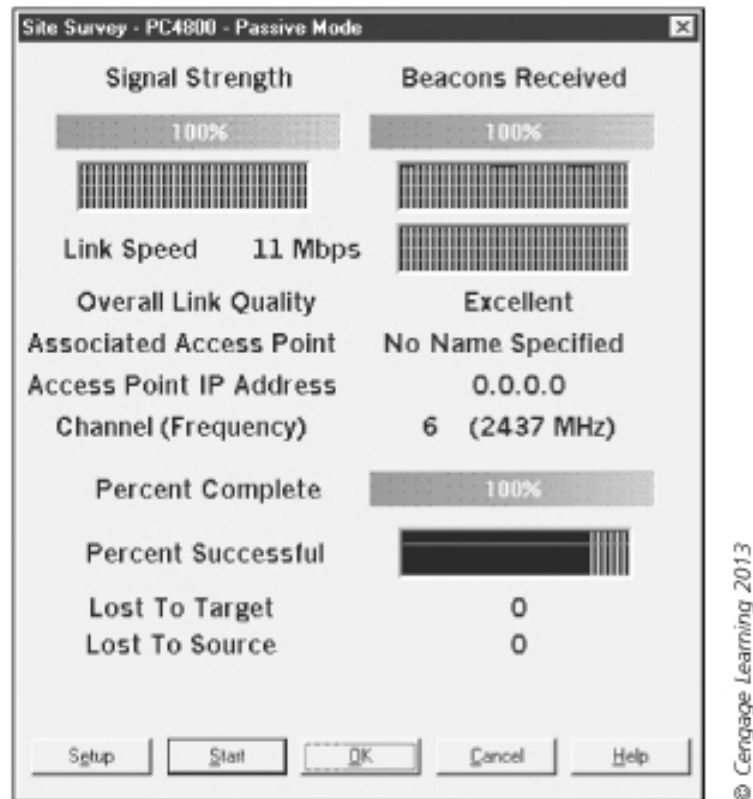 Site Survey - PC4800 - Passive Mode
Signal Strength Beacons Received
100% 100%
Link Speed 11 Mbps
Overall Link Quality Excellent
Associated Access Point No Name Specified
Access Point IP Address 0.0.0.0
Channel (Frequency) 6 (2437 MHz)
Percent Complete 100%
Percent Successful
Lost To Target 0
Lost To Source 0
Setup Start OK Cancel Help
© Cengage Learning 2013